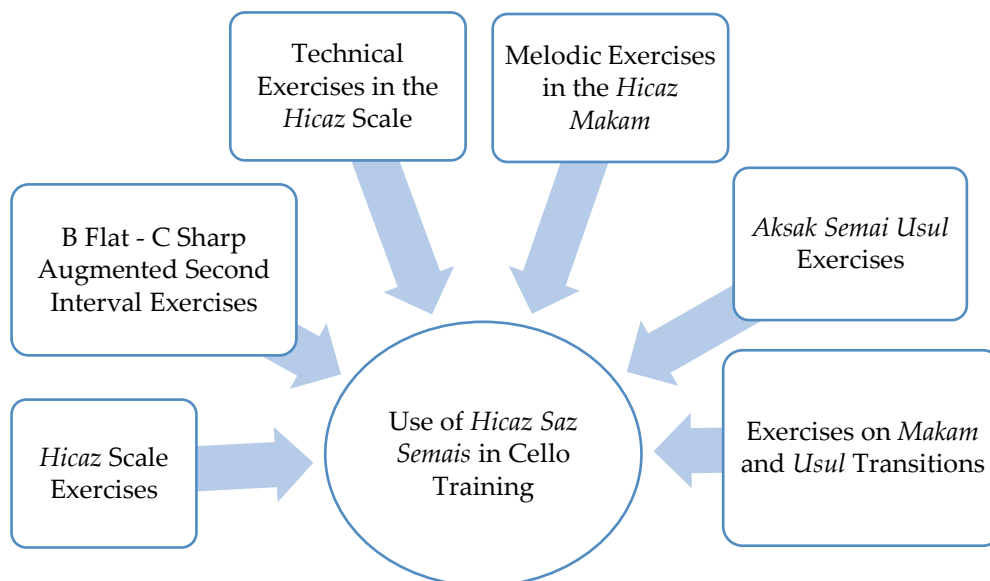 Technical
Exercises in the
Hicaz Scale
Melodic Exercises
in the Hicaz
Makam
B Flat - C Sharp
Augmented Second
Interval Exercises
Aksak Semai Usul
Exercises
Hicaz Scale
Exercises
Use of Hicaz Saz
Semais in Cello
Training
Exercises on Makam
and Usul Transitions